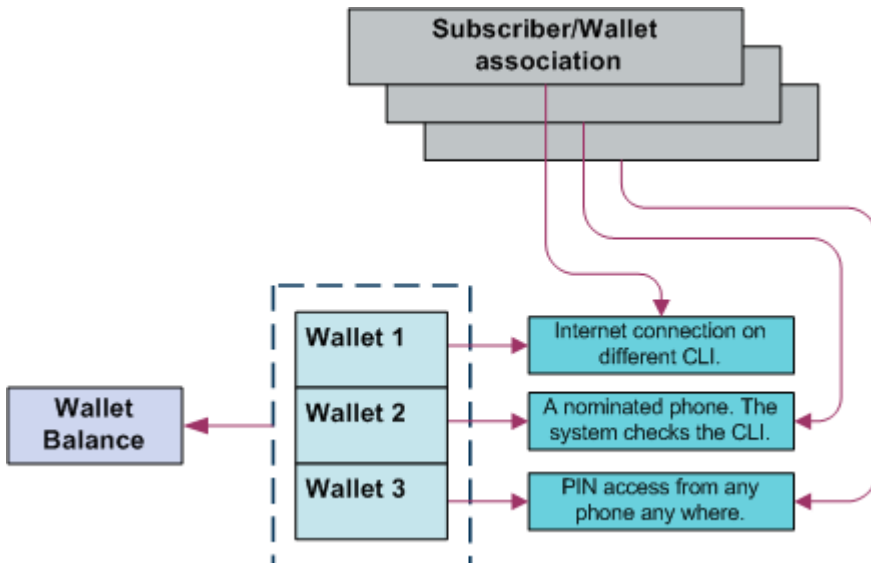 Subscriber/Wallet
association
Wallet 1
Internet connection on
different CLI.
Wallet
Balance
Wallet 2
A nominated phone. The
system checks the CLI.
Wallet 3
PIN access from any
phone any where.